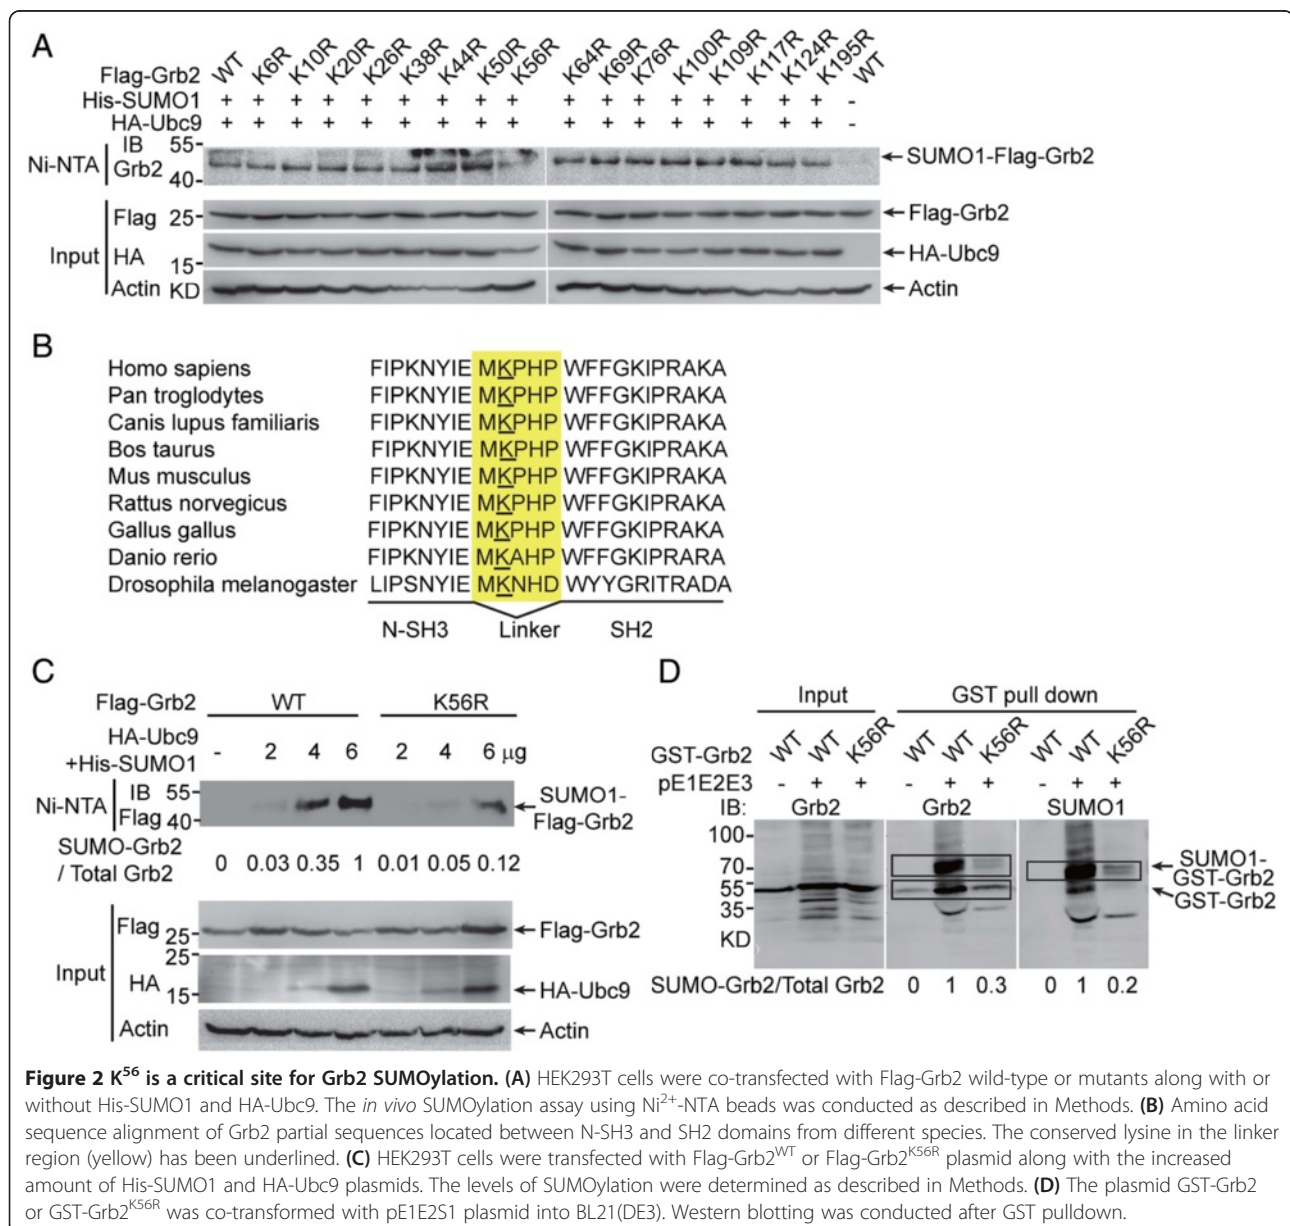 A
Flag-Grb2 WT K6R K10R K20R K26R K38R K44R K50R K56R K64R K69R K76R K100R K109R K117R K124R K195R WT
His-SUMO1 + + + + + + + + + + + + + + + + + -
HA-Ubc9 + + + + + + + + + + + + + + + + + -
Ni-NTA IB Grb2 55 40 SUMO1-Flag-Grb2
Input
Flag 25 Flag-Grb2
HA 15 HA-Ubc9
Actin KD Actin
B
Homo sapiens FIPKNYIE MKPHP WFFGKIPRAKA
Pan troglodytes FIPKNYIE MKPHP WFFGKIPRAKA
Canis lupus familiaris FIPKNYIE MKPHP WFFGKIPRAKA
Bos taurus FIPKNYIE MKPHP WFFGKIPRAKA
Mus musculus FIPKNYIE MKPHP WFFGKIPRAKA
Rattus norvegicus FIPKNYIE MKPHP WFFGKIPRAKA
Gallus gallus FIPKNYIE MKPHP WFFGKIPRAKA
Danio rerio FIPKNYIE MKAHP WFFGKIPRARA
Drosophila melanogaster LIPSNYIE MKNHD WYYGRITRADA
N-SH3 Linker SH2
C
Flag-Grb2 WT K56R
HA-Ubc9
+His-SUMO1 - 2 4 6 2 4 6 µg
Ni-NTA IB Flag 55 40 SUMO1-
Flag-Grb2
SUMO-Grb2
/ Total Grb2 0 0.03 0.35 1 0.01 0.05 0.12
Input
Flag 25 Flag-Grb2
25
HA 15 HA-Ubc9
Actin Actin
D
Input GST pull down
GST-Grb2 WT WT K56R WT WT K56R WT WT K56R
pE1E2E3 - + + - + + - + +
IB: Grb2 Grb2 SUMO1
100
70 SUMO1-
GST-Grb2
55 GST-Grb2
35
KD
SUMO-Grb2/Total Grb2 0 1 0.3 0 1 0.2
Figure 2 K56 is a critical site for Grb2 SUMOylation. (A) HEK293T cells were co-transfected with Flag-Grb2 wild-type or mutants along with or
without His-SUMO1 and HA-Ubc9. The in vivo SUMOylation assay using Ni2+-NTA beads was conducted as described in Methods. (B) Amino acid
sequence alignment of Grb2 partial sequences located between N-SH3 and SH2 domains from different species. The conserved lysine in the linker
region (yellow) has been underlined. (C) HEK293T cells were transfected with Flag-Grb2WT or Flag-Grb2K56R plasmid along with the increased
amount of His-SUMO1 and HA-Ubc9 plasmids. The levels of SUMOylation were determined as described in Methods. (D) The plasmid GST-Grb2
or GST-Grb2K56R was co-transformed with pE1E2S1 plasmid into BL21(DE3). Western blotting was conducted after GST pulldown.